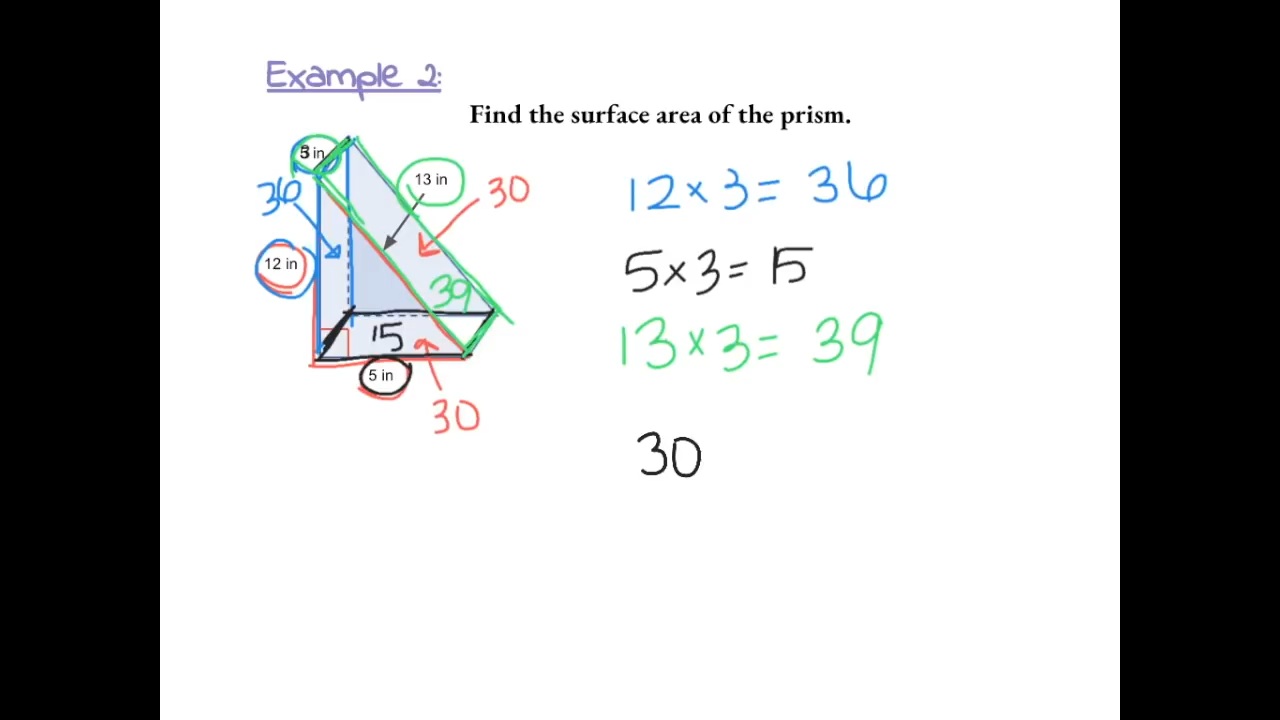 Example 2:
Find the surface area of the prism.
3 in
13 in
30
36
12 in
39
15
5 in
30
12 × 3 = 36
5 × 3 = 15
13 × 3 = 39
30